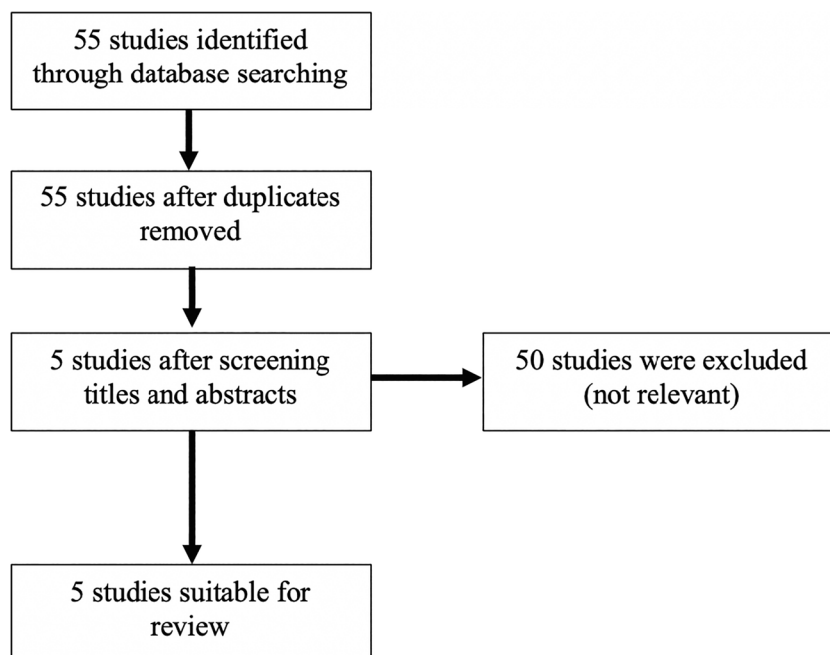 55 studies identified
through database searching
55 studies after duplicates
removed
5 studies after screening
titles and abstracts
50 studies were excluded
(not relevant)
5 studies suitable for
review